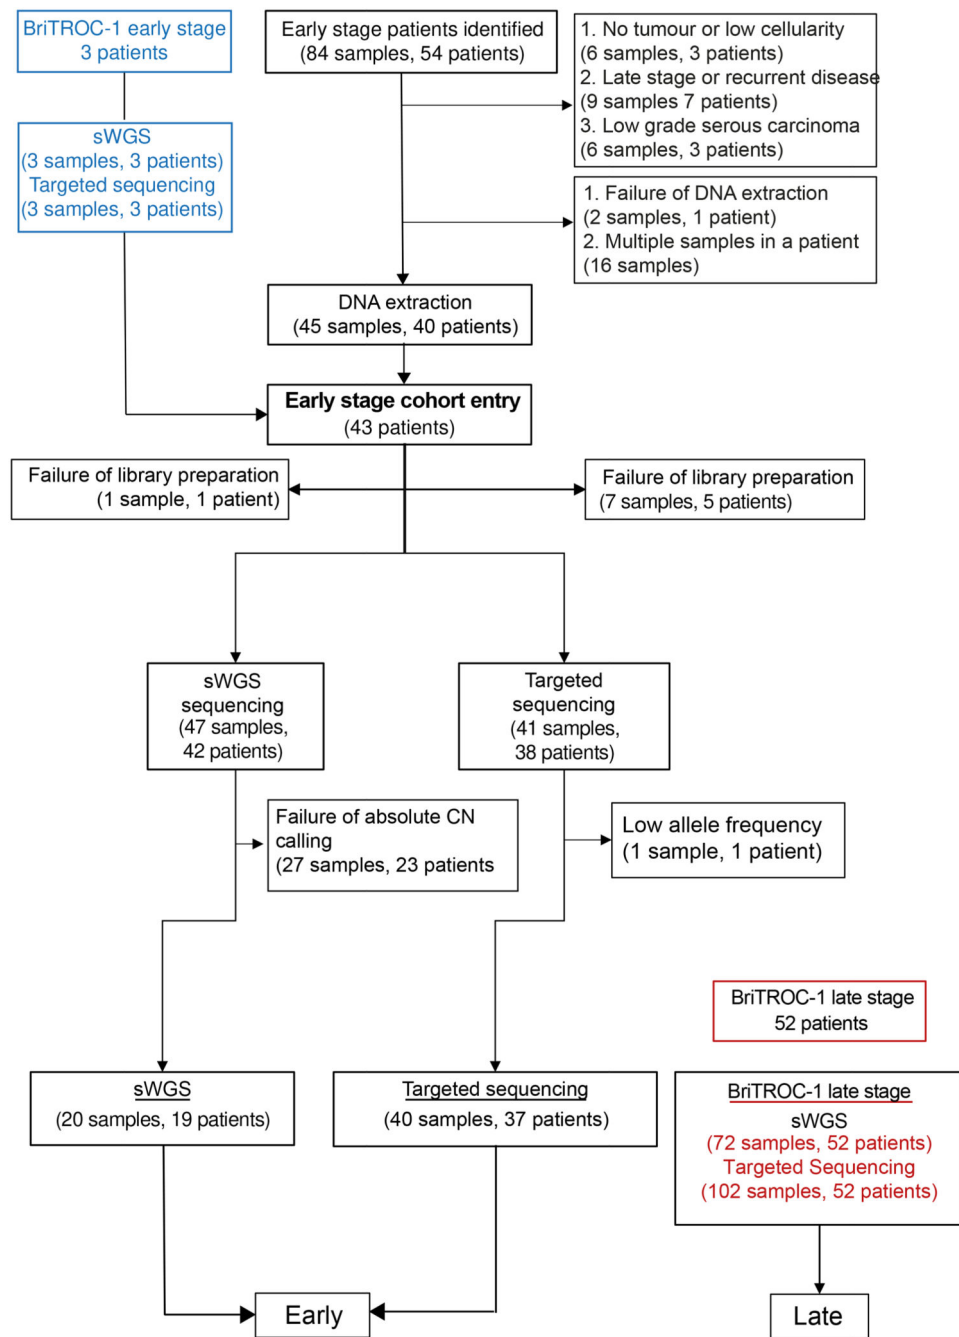 BriTROC-1 early stage
3 patients
Early stage patients identified
(84 samples, 54 patients)
1. No tumour or low cellularity
(6 samples, 3 patients)
2. Late stage or recurrent disease
(9 samples 7 patients)
3. Low grade serous carcinoma
(6 samples, 3 patients)
sWGS
(3 samples, 3 patients)
Targeted sequencing
(3 samples, 3 patients)
1. Failure of DNA extraction
(2 samples, 1 patient)
2. Multiple samples in a patient
(16 samples)
DNA extraction
(45 samples, 40 patients)
Early stage cohort entry
(43 patients)
Failure of library preparation
(1 sample, 1 patient)
Failure of library preparation
(7 samples, 5 patients)
sWGS
sequencing
(47 samples,
42 patients)
Targeted
sequencing
(41 samples,
38 patients)
Failure of absolute CN
calling
(27 samples, 23 patients
Low allele frequency
(1 sample, 1 patient)
BriTROC-1 late stage
52 patients
sWGS
(20 samples, 19 patients)
Targeted sequencing
(40 samples, 37 patients)
BriTROC-1 late stage
sWGS
(72 samples, 52 patients)
Targeted Sequencing
(102 samples, 52 patients)
Early
Late